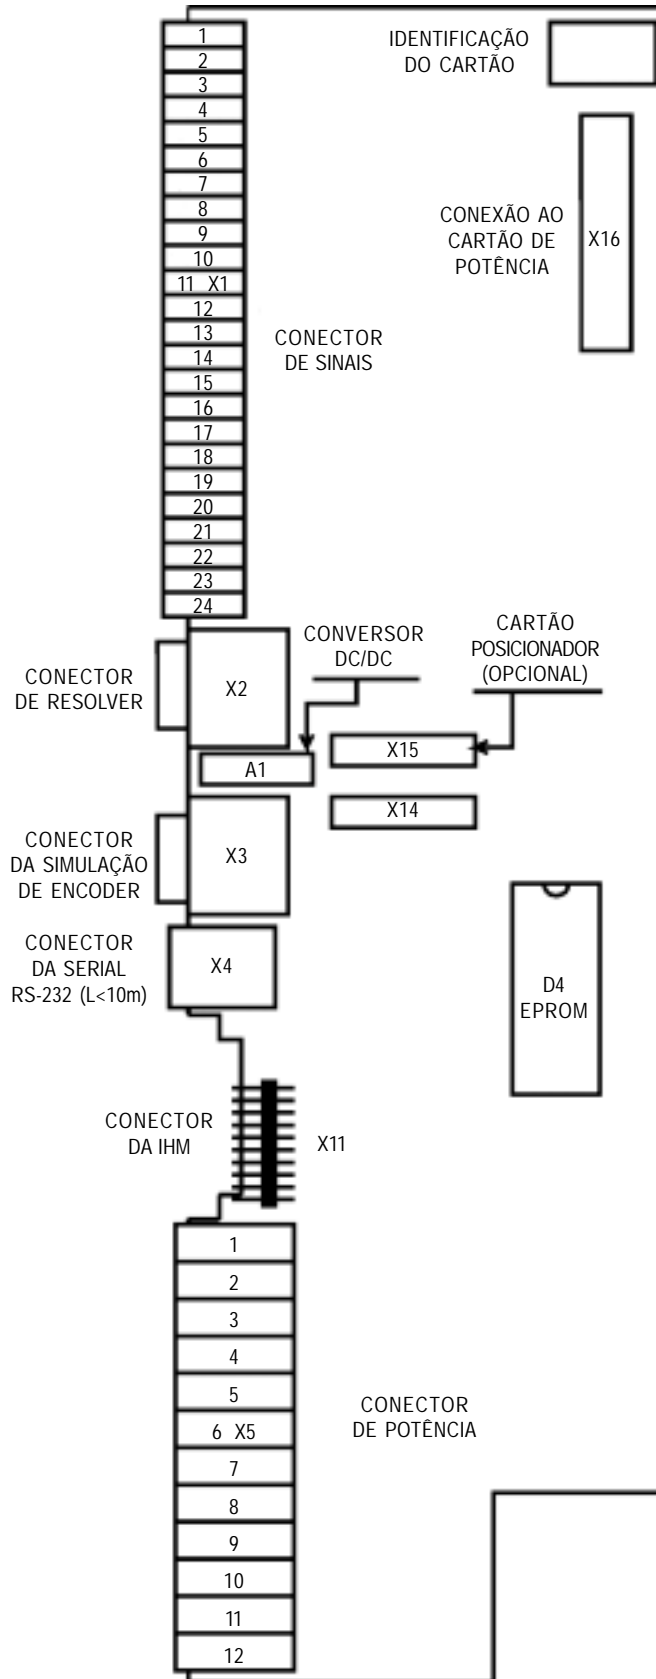 1
2
3
4
5
6
7
8
9
10
11 X1
12
13
14
15
16
17
18
19
20
21
22
23
24
IDENTIFICAÇÃO
DO CARTÃO
CONEXÃO AO
CARTÃO DE
POTÊNCIA
X16
CONECTOR
DE SINAIS
CONECTOR
DE RESOLVER
X2
CONVERSOR
DC/DC
CARTÃO
POSICIONADOR
(OPCIONAL)
A1
X15
X14
CONECTOR
DA SIMULAÇÃO
DE ENCODER
X3
CONECTOR
DA SERIAL
RS-232 (L<10m)
X4
D4
EPROM
CONECTOR
DA IHM
X11
1
2
3
4
5
6 X5
7
8
9
10
11
12
CONECTOR
DE POTÊNCIA